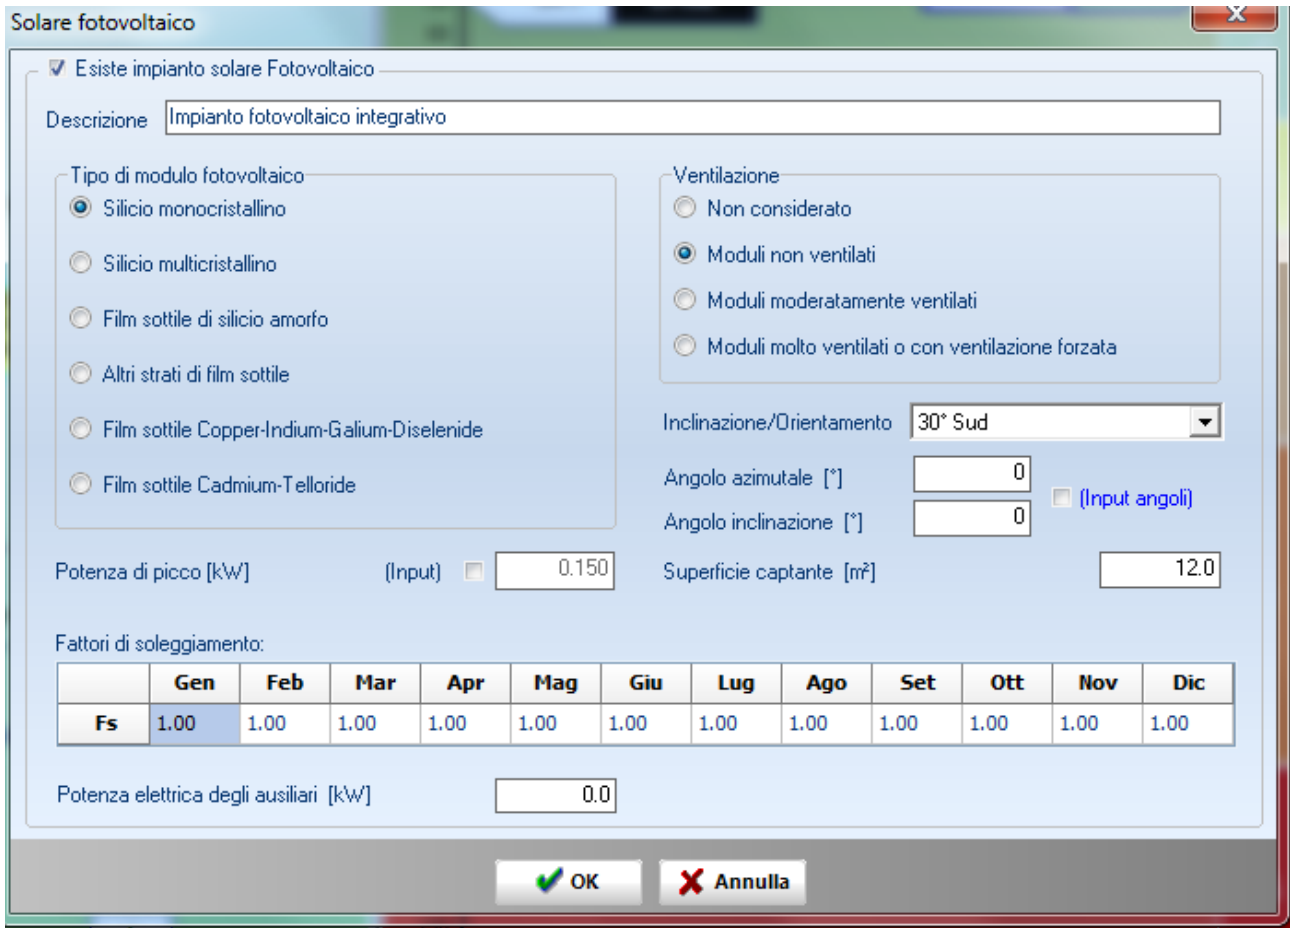 Solare fotovoltaico
Esiste impianto solare Fotovoltaico
Descrizione Impianto fotovoltaico integrativo
Tipo di modulo fotovoltaico
Silicio monocristallino
Silicio multicristallino
Film sottile di silicio amorfo
Altri strati di film sottile
Film sottile Copper-Indium-Galium-Diselenide
Film sottile Cadmium-Telloride
Ventilazione
Non considerato
Moduli non ventilati
Moduli moderatamente ventilati
Moduli molto ventilati o con ventilazione forzata
Inclinazione/Orientamento 30° Sud
Angolo azimutale [°] 0
(Input angoli)
Angolo inclinazione [°] 0
Potenza di picco [kW] (Input) 0.150
Superficie captante [m²] 12.0
Fattori di soleggiamento:
Gen Feb Mar Apr Mag Giu Lug Ago Set Ott Nov Dic
Fs 1.00 1.00 1.00 1.00 1.00 1.00 1.00 1.00 1.00 1.00 1.00 1.00
Potenza elettrica degli ausiliari [kW] 0.0
OK Annulla